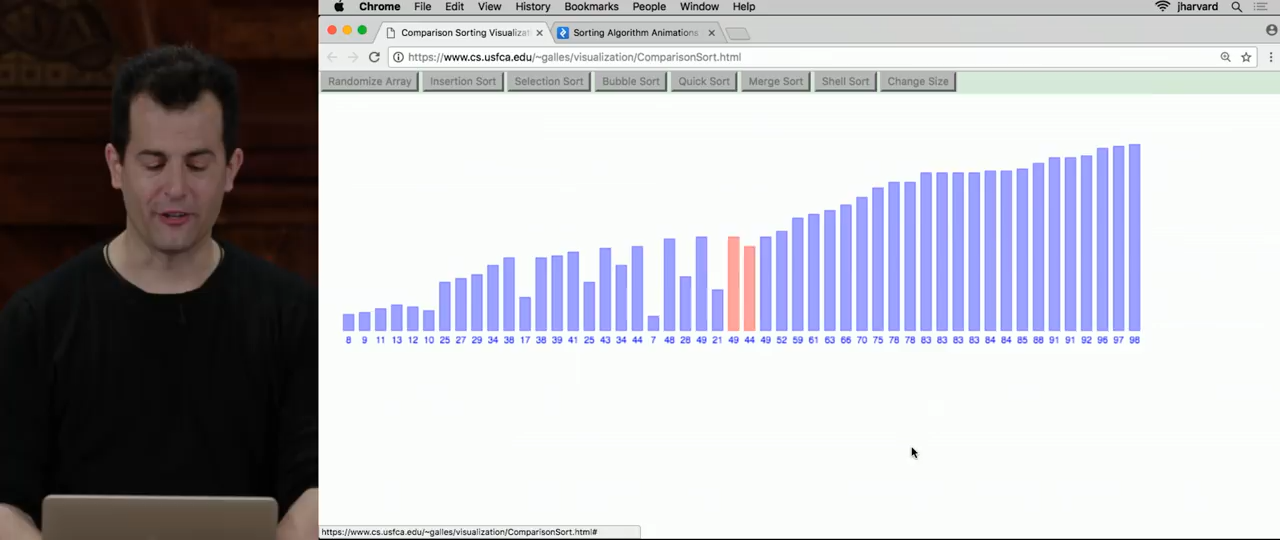 Chrome File Edit View History Bookmarks People Window Help jharvard
Comparison Sorting Visualizat Sorting Algorithm Animations
https://www.cs.usfca.edu/~galles/visualization/ComparisonSort.html
Randomize Array Insertion Sort Selection Sort Bubble Sort Quick Sort Merge Sort Shell Sort Change Size
8 9 11 13 12 10 25 27 29 34 38 17 38 39 41 25 43 34 44 7 48 28 49 21 49 44 49 52 59 61 63 66 70 75 78 78 83 83 83 83 84 84 85 88 91 91 92 96 97 98
https://www.cs.usfca.edu/~galles/visualization/ComparisonSort.html#